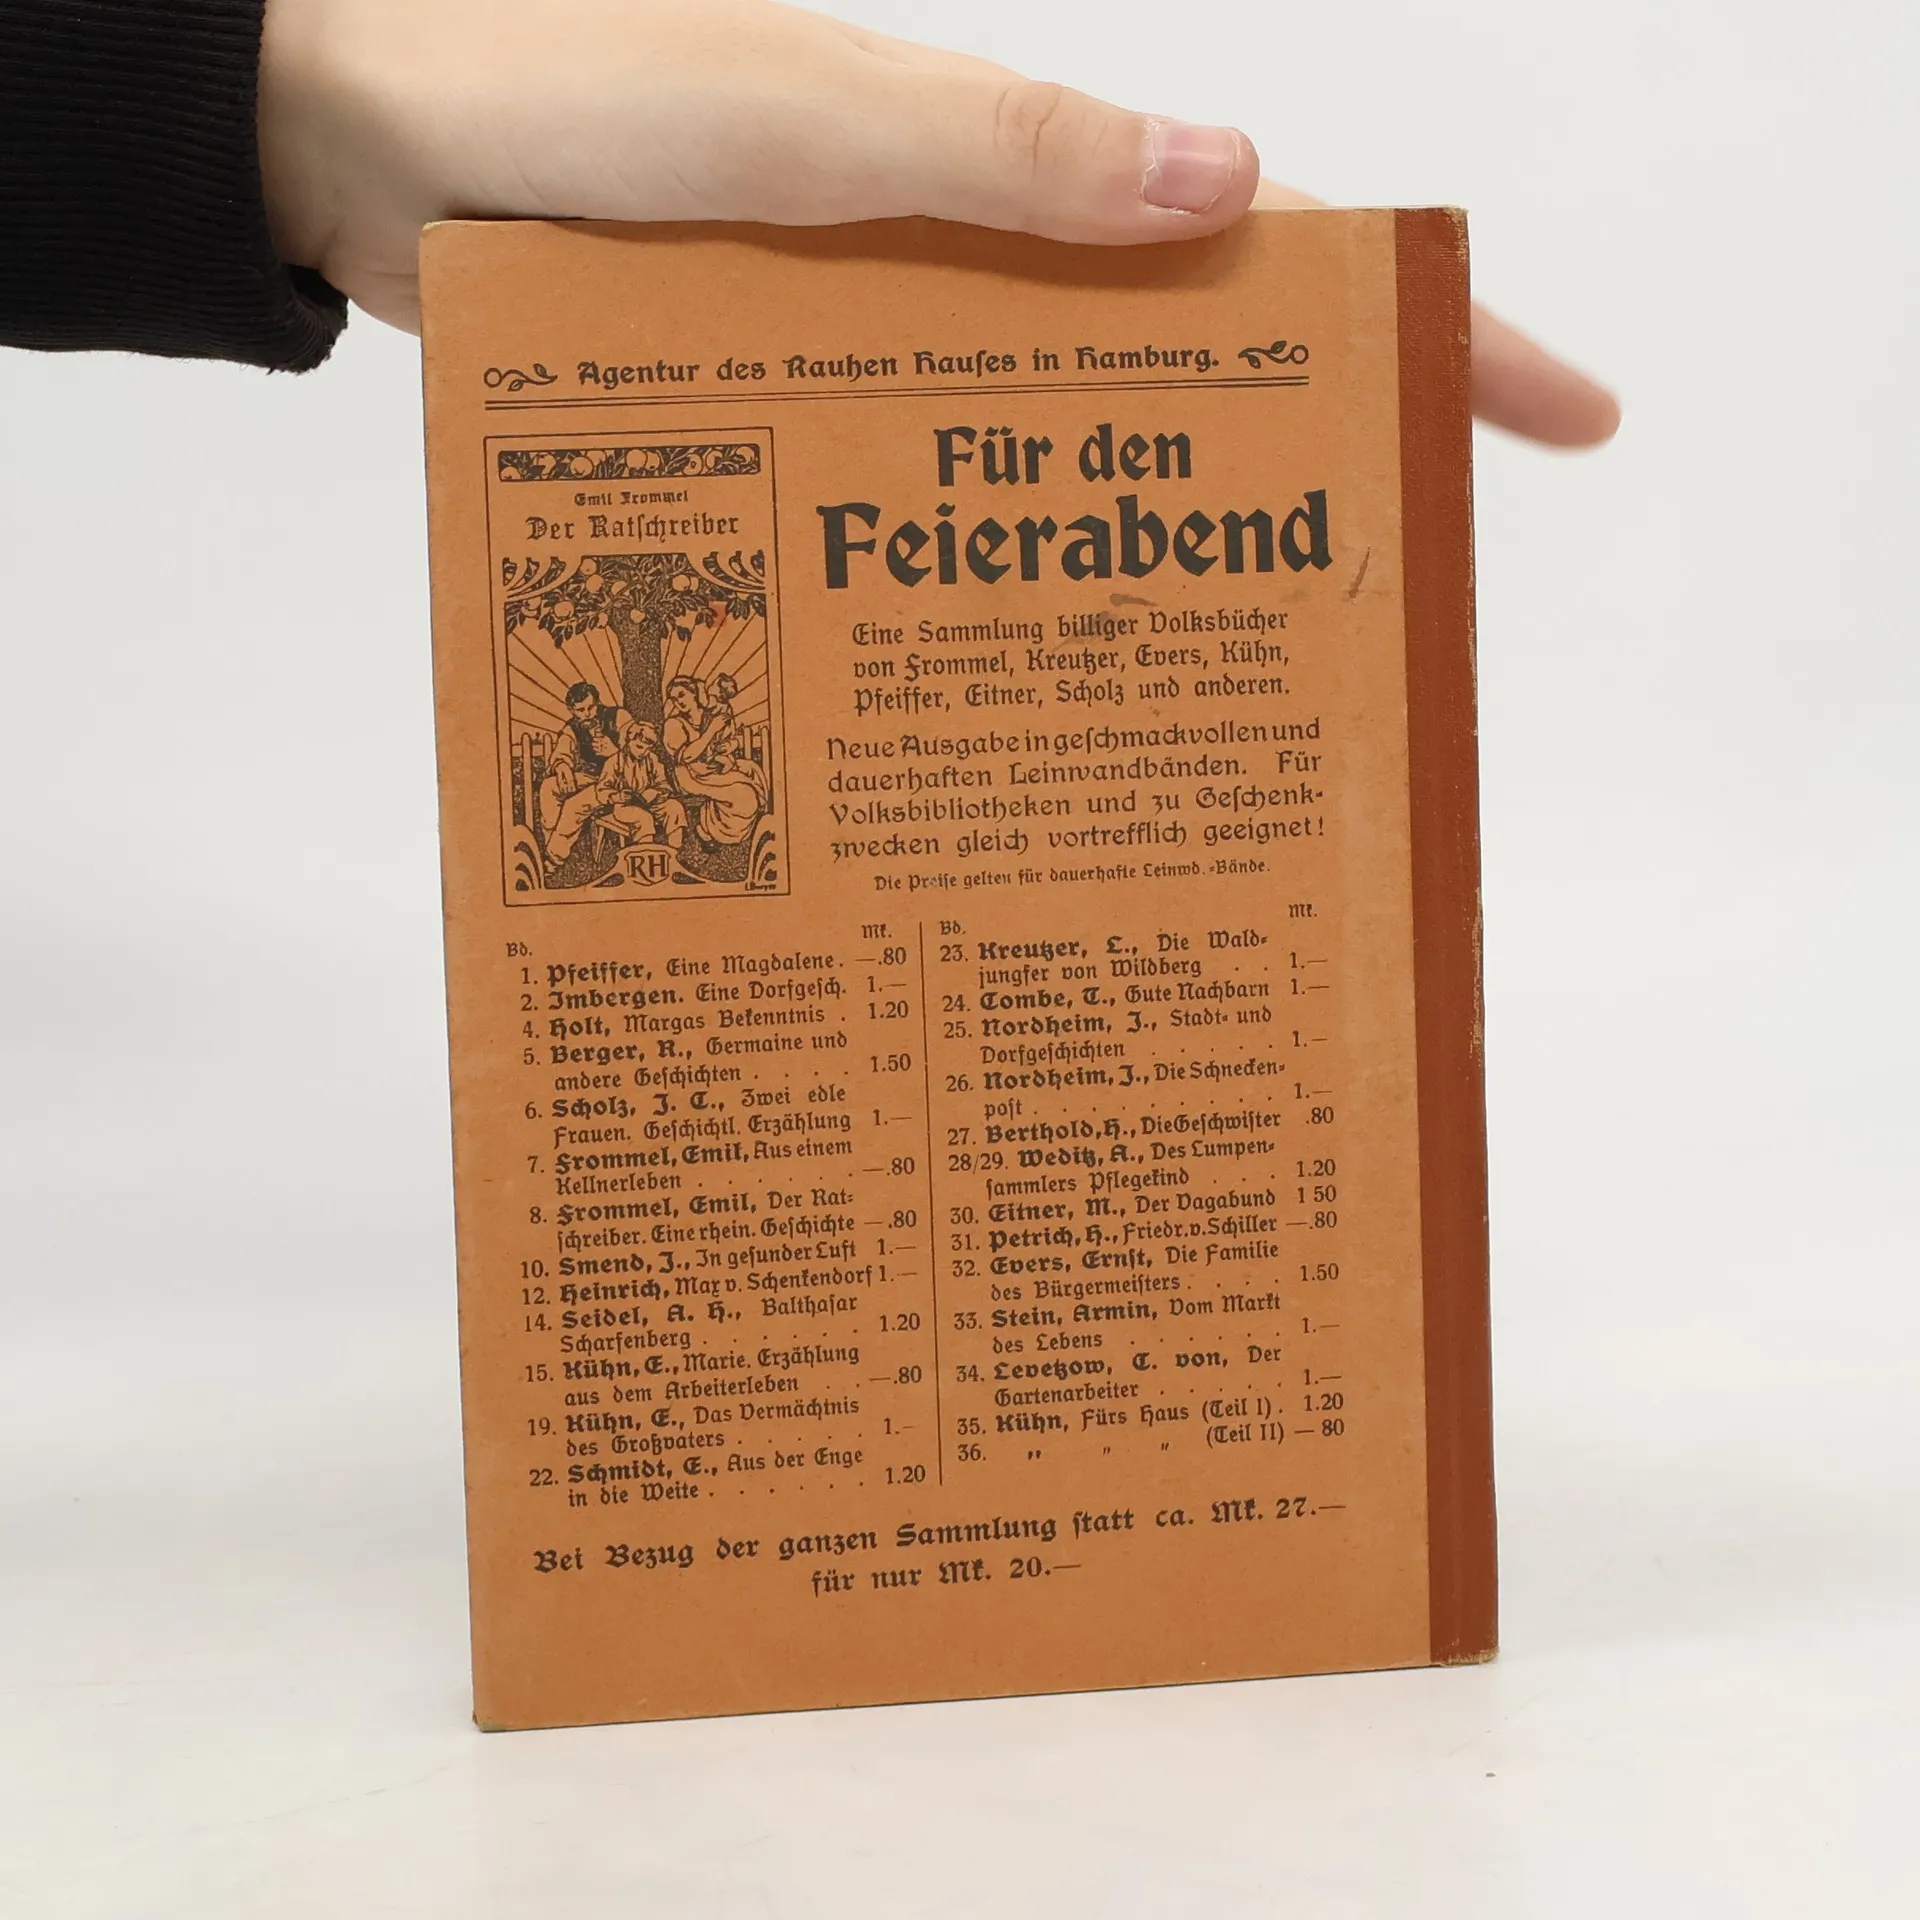 Agentur des Rauhen Hauses in Hamburg.
Emil Frommel
Der Ratschreiber
RH
Für den
Feierabend
Eine Sammlung billiger Volksbücher
von Frommel, Kreutzer, Evers, Kühn,
Pfeiffer, Eitner, Scholz und anderen.
Neue Ausgabe in geschmackvollen und
dauerhaften Leinwandbänden. Für
Volksbibliotheken und zu Geschenk-
zwecken gleich vortrefflich geeignet!
Die Preise gelten für dauerhafte Leinwd.-Bände.
Bd. Mk.
1. Pfeiffer, Eine Magdalene. —.80
2. Imbergen. Eine Dorfgesch. 1.—
4. Holt, Margas Bekenntnis . 1.20
5. Berger, R., Germaine und
andere Geschichten . . . . 1.50
6. Scholz, J. C., Zwei edle
Frauen. Geschichtl. Erzählung 1.—
7. Frommel, Emil, Aus einem
Kellnerleben . . . . . . —.80
8. Frommel, Emil, Der Rat-
schreiber. Eine rhein. Geschichte —.80
10. Smend, J., In gesunder Luft 1.—
12. Heinrich, Max v. Schenkendorf 1.—
14. Seidel, A. H., Balthasar
Scharfenberg . . . . . . 1.20
15. Kühn, E., Marie. Erzählung
aus dem Arbeiterleben . . —.80
19. Kühn, E., Das Vermächtnis
des Großvaters . . . . . 1.—
22. Schmidt, E., Aus der Enge
in die Weite . . . . . . 1.20
Bd. Mk.
23. Kreutzer, L., Die Wald-
jungfer von Wildberg . . 1.—
24. Combe, T., Gute Nachbarn 1.—
25. Nordheim, J., Stadt- und
Dorfgeschichten . . . . . 1.—
26. Nordheim, J., Die Schnecken-
post . . . . . . . . . 1.—
27. Berthold, H., Die Geschwister .80
28/29. Weditz, A., Des Lumpen-
sammlers Pflegekind . . . 1.20
30. Eitner, M., Der Vagabund 1 50
31. Petrich, H., Friedr. v. Schiller —.80
32. Evers, Ernst, Die Familie
des Bürgermeisters . . . . 1.50
33. Stein, Armin, Vom Markt
des Lebens . . . . . . 1.—
34. Levetzow, C. von, Der
Gartenarbeiter . . . . . 1.—
35. Kühn, Fürs Haus (Teil I) . 1.20
36. „ „ „ (Teil II) — 80
Bei Bezug der ganzen Sammlung statt ca. Mk. 27.—
für nur Mk. 20.—